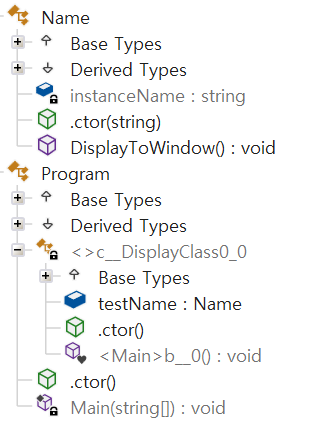 Name
Base Types
Derived Types
instanceName : string
.ctor(string)
DisplayToWindow() : void
Program
Base Types
Derived Types
<>c__DisplayClass0_0
Base Types
testName : Name
.ctor()
<Main>b__0() : void
.ctor()
Main(string[]) : void